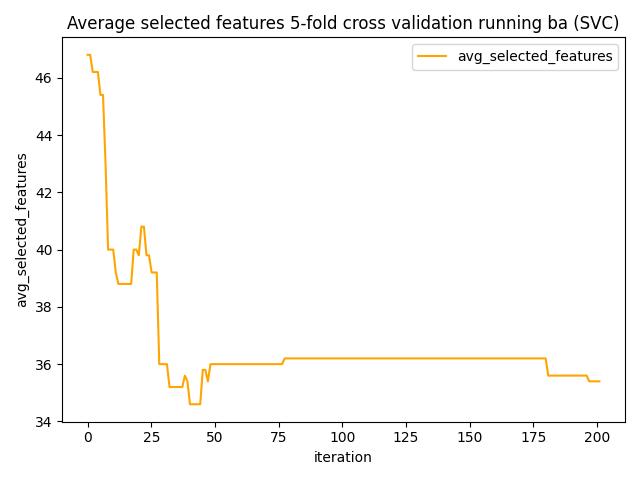 Average selected features 5-fold cross validation running ba (SVC)
avg_selected_features
46
44
42
40
38
36
34
avg_selected_features
0 25 50 75 100 125 150 175 200
iteration